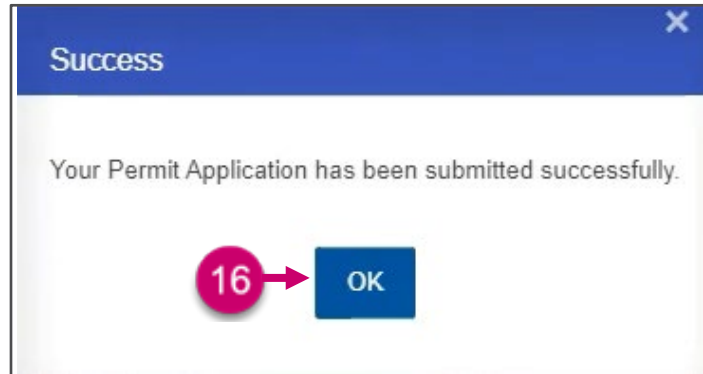 Success
Your Permit Application has been submitted successfully.
16 OK